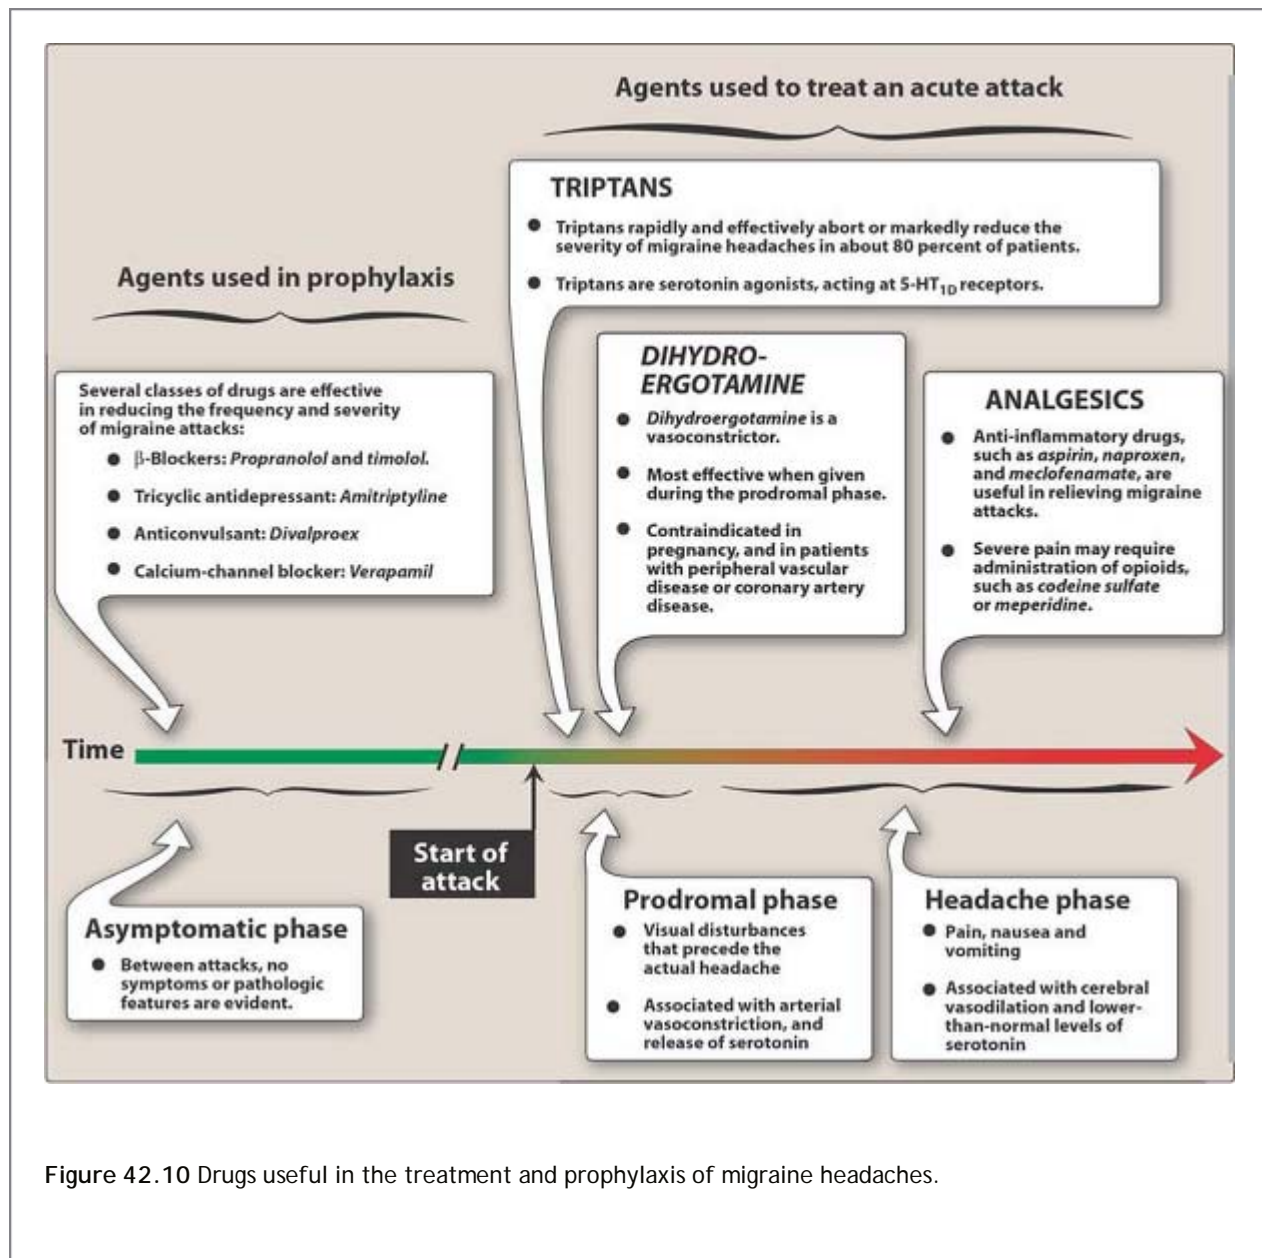 Agents used to treat an acute attack
TRIPTANS
● Triptans rapidly and effectively abort or markedly reduce the
severity of migraine headaches in about 80 percent of patients.
● Triptans are serotonin agonists, acting at 5-HT1D receptors.
Agents used in prophylaxis
Several classes of drugs are effective
in reducing the frequency and severity
of migraine attacks:
● β-Blockers: Propranolol and timolol.
● Tricyclic antidepressant: Amitriptyline
● Anticonvulsant: Divalproex
● Calcium-channel blocker: Verapamil
DIHYDRO-
ERGOTAMINE
● Dihydroergotamine is a
vasoconstrictor.
● Most effective when given
during the prodromal phase.
● Contraindicated in
pregnancy, and in patients
with peripheral vascular
disease or coronary artery
disease.
ANALGESICS
● Anti-inflammatory drugs,
such as aspirin, naproxen,
and meclofenamate, are
useful in relieving migraine
attacks.
● Severe pain may require
administration of opioids,
such as codeine sulfate
or meperidine.
Time
Start of
attack
Asymptomatic phase
● Between attacks, no
symptoms or pathologic
features are evident.
Prodromal phase
● Visual disturbances
that precede the
actual headache
● Associated with arterial
vasoconstriction, and
release of serotonin
Headache phase
● Pain, nausea and
vomiting
● Associated with cerebral
vasodilation and lower-
than-normal levels of
serotonin
Figure 42.10 Drugs useful in the treatment and prophylaxis of migraine headaches.